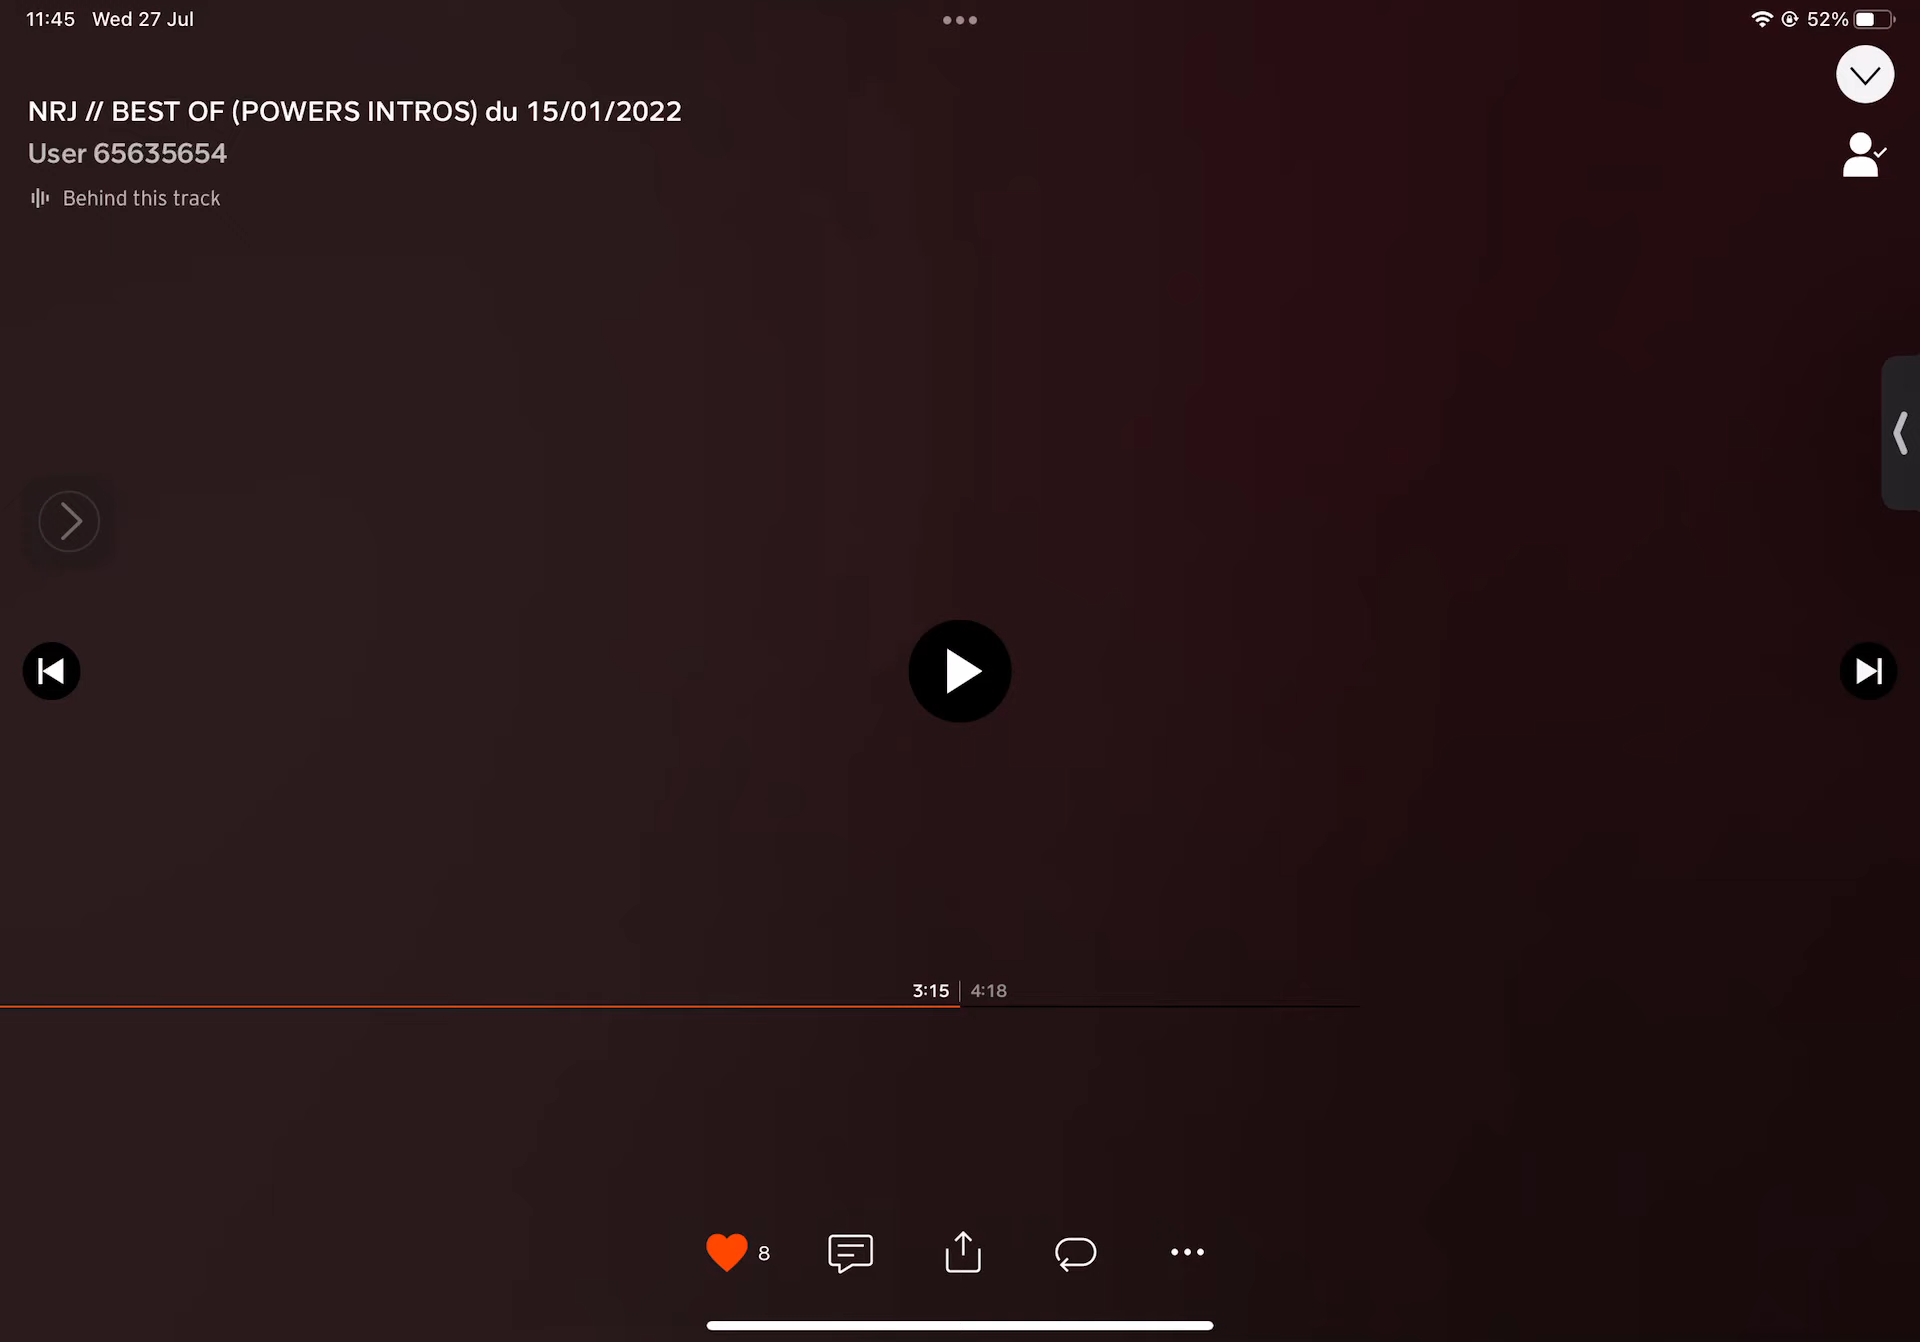 11:45 Wed 27 Jul
52%
NRJ // BEST OF (POWERS INTROS) du 15/01/2022
User 65635654
Behind this track
3:15 | 4:18
8